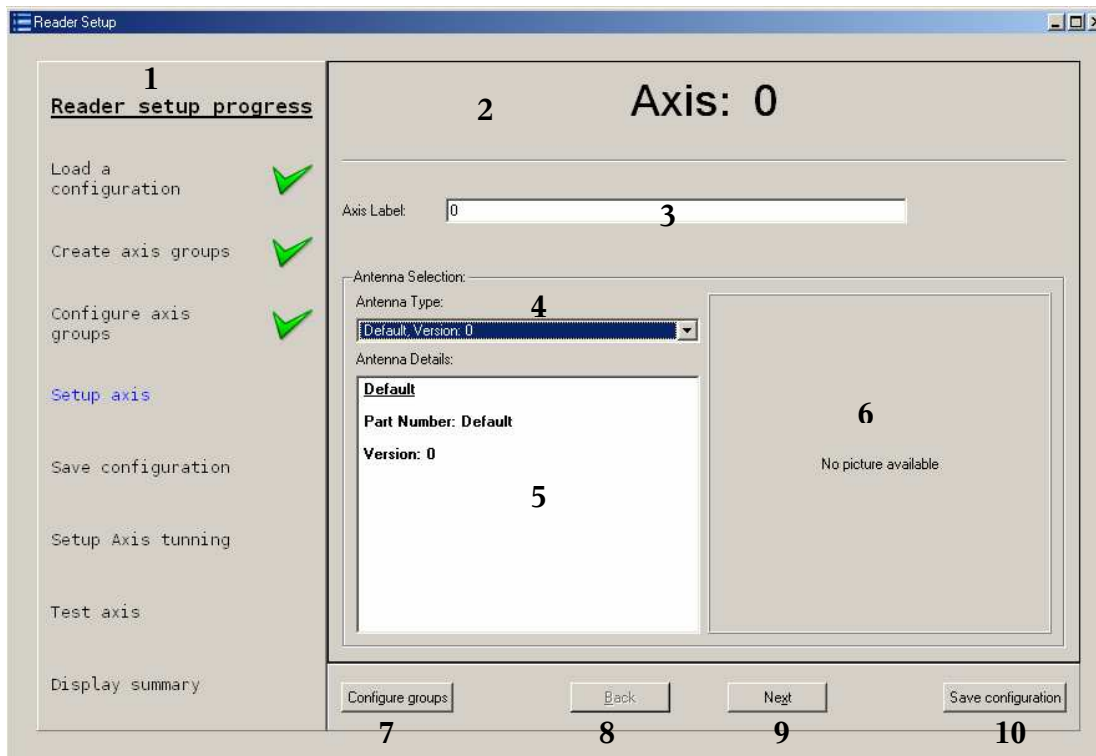 Reader Setup
1
Reader setup progress
Load a
configuration
Create axis groups
Configure axis
groups
Setup axis
Save configuration
Setup Axis tunning
Test axis
Display summary
2
Axis: 0
Axis Label:
0
3
Antenna Selection:
Antenna Type:
4
Default, Version: 0
Antenna Details:
Default
Part Number: Default
Version: 0
5
6
No picture available
Configure groups
Back
Next
Save configuration
7
8
9
10